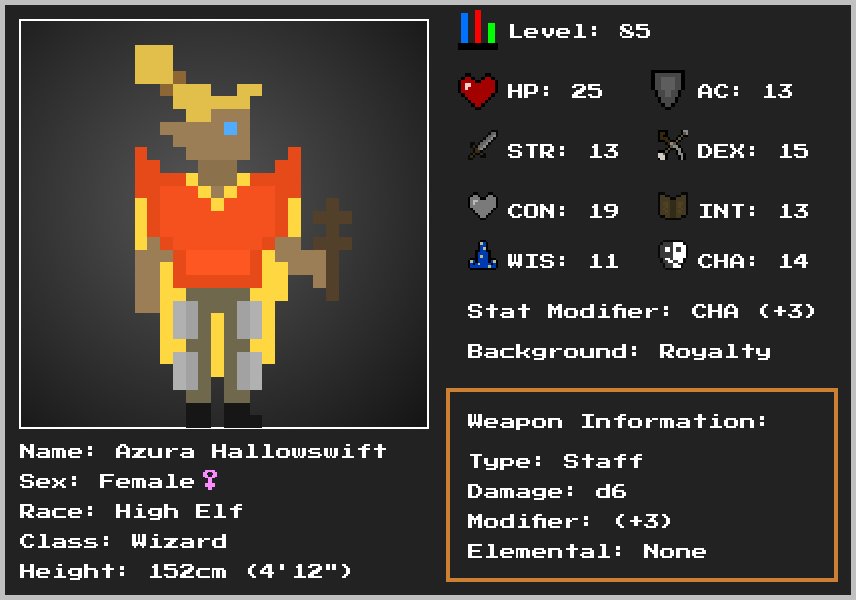 Level: 85
HP: 25
AC: 13
STR: 13
DEX: 15
CON: 19
INT: 13
WIS: 11
CHA: 14
Stat Modifier: CHA (+3)
Background: Royalty
Weapon Information:
Type: Staff
Damage: d6
Modifier: (+3)
Elemental: None
Name: Azura Hallowswift
Sex: Female♀
Race: High Elf
Class: Wizard
Height: 152cm (4'12")